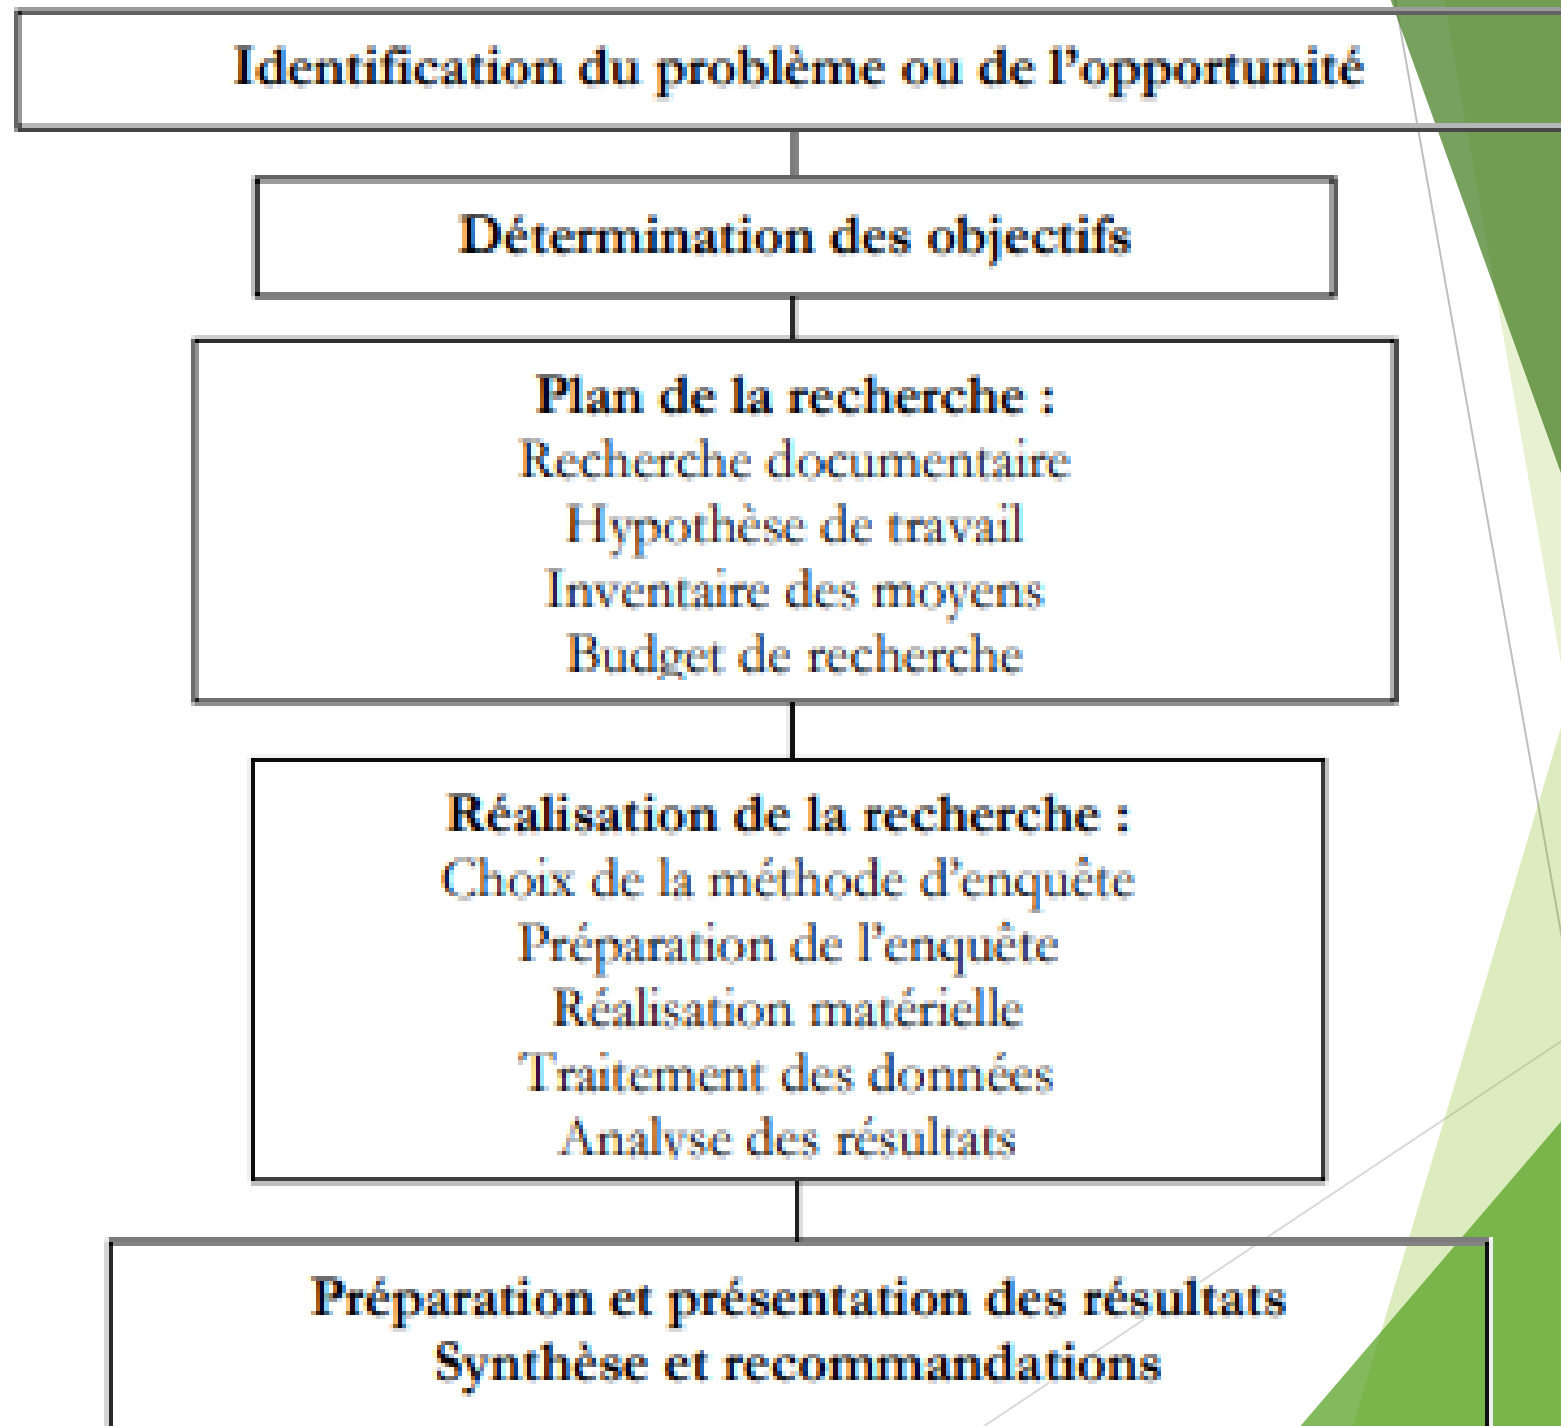 Identification du problème ou de l'opportunité
Détermination des objectifs
Plan de la recherche :
Recherche documentaire
Hypothèse de travail
Inventaire des moyens
Budget de recherche
Réalisation de la recherche :
Choix de la méthode d'enquête
Préparation de l'enquête
Réalisation matérielle
Traitement des données
Analyse des résultats
Préparation et présentation des résultats
Synthèse et recommandations